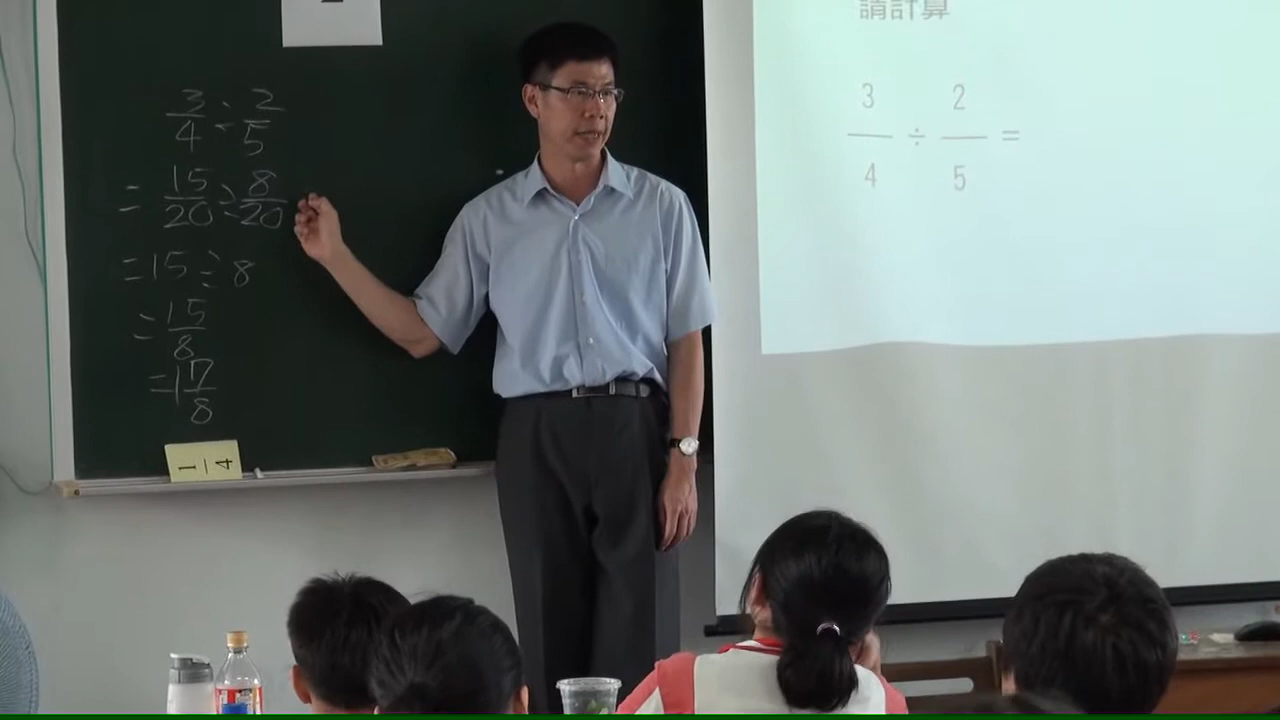 3/4 ÷ 2/5
= 15/20 ÷ 8/20
= 15 ÷ 8
= 15/8
= 1 7/8
1/4
請計算
3/4 ÷ 2/5 =